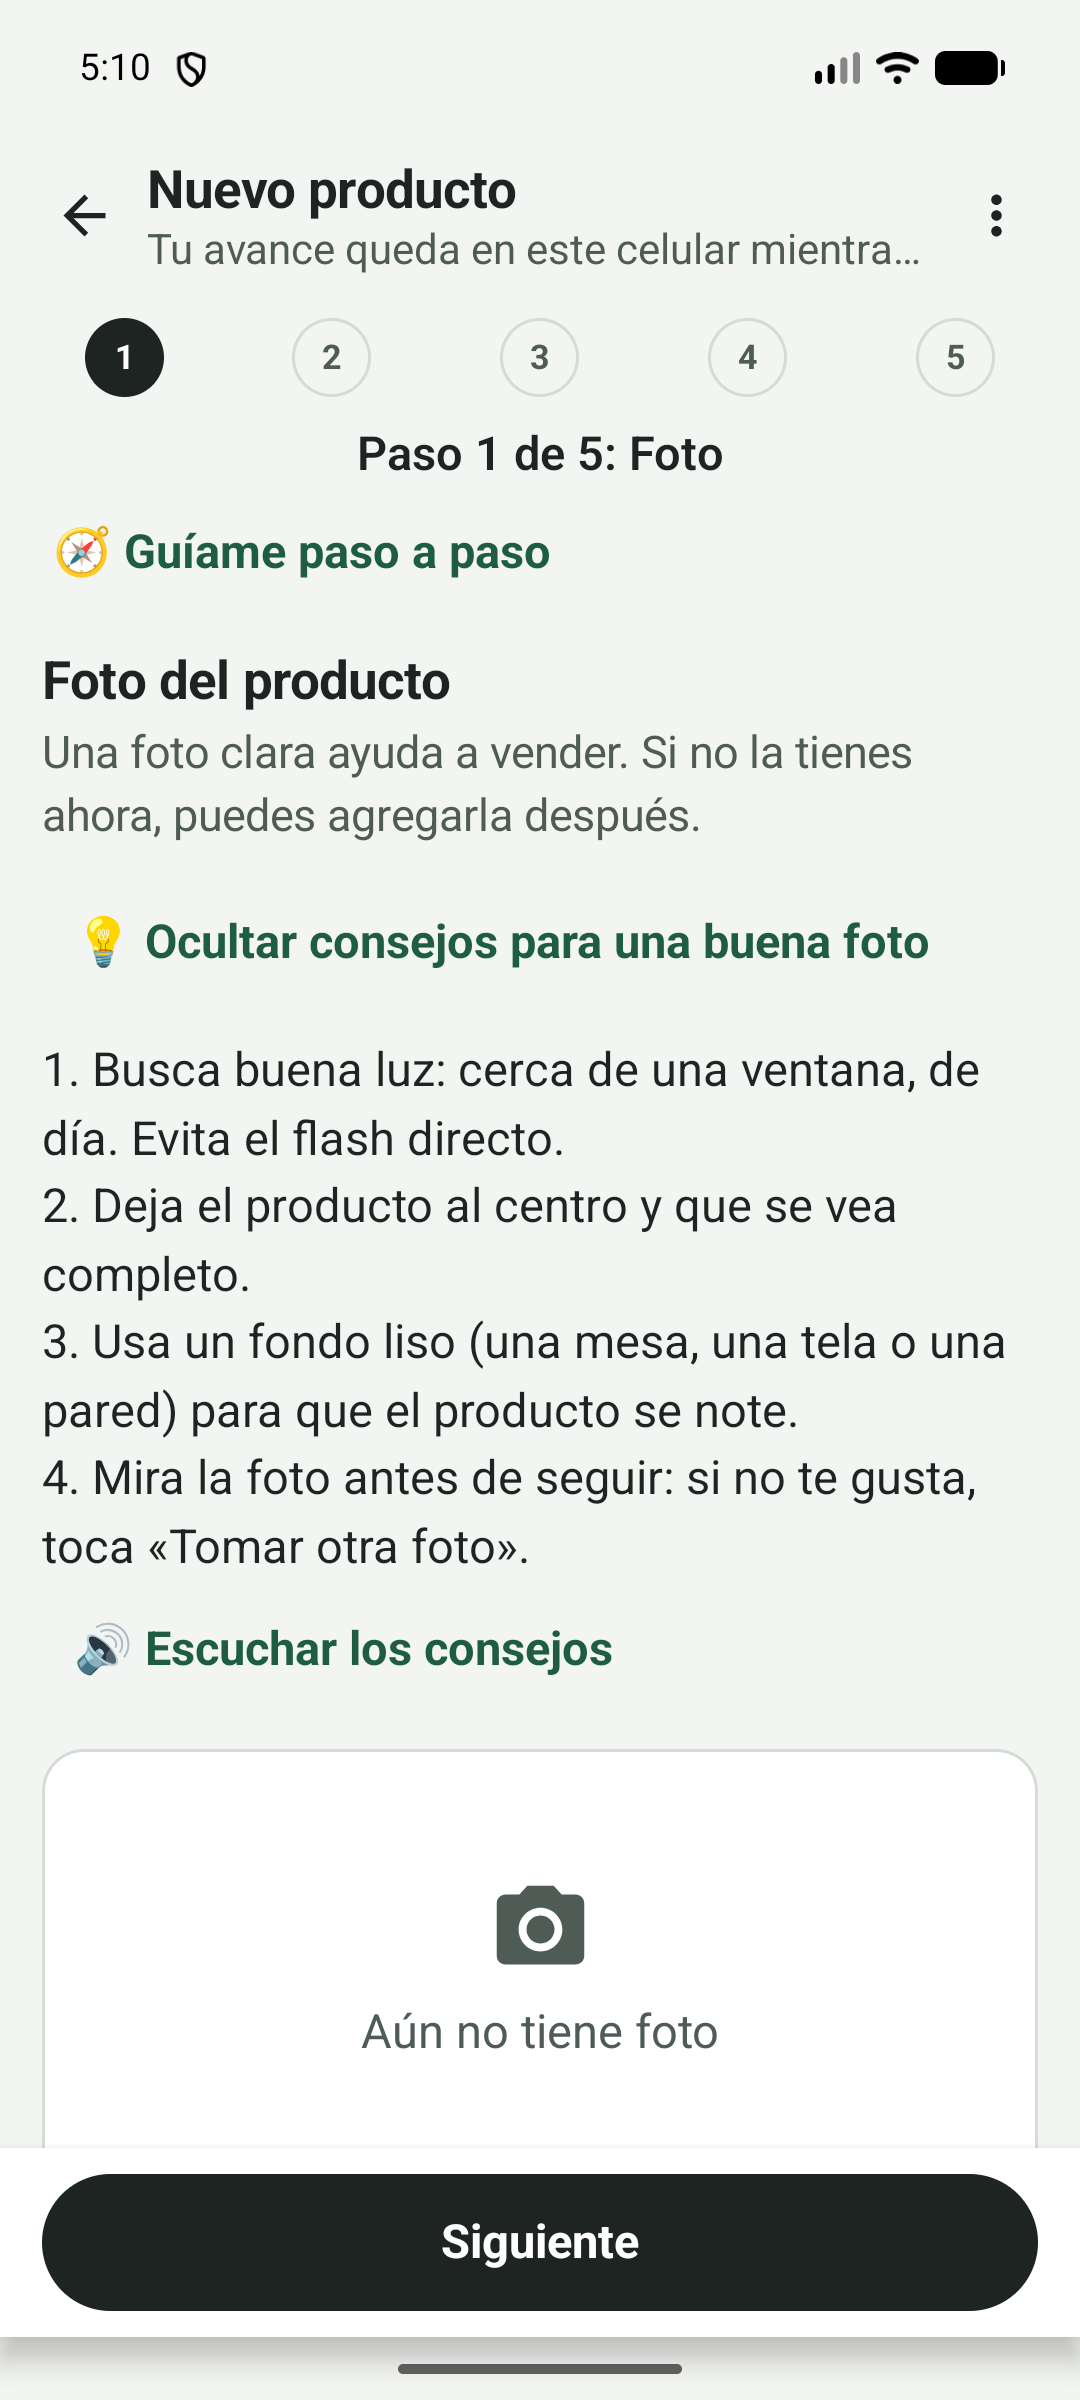 5:10
Nuevo producto
Tu avance queda en este celular mientra...
1 2 3 4 5
Paso 1 de 5: Foto
🧭 Guíame paso a paso
Foto del producto
Una foto clara ayuda a vender. Si no la tienes
ahora, puedes agregarla después.
💡 Ocultar consejos para una buena foto
1. Busca buena luz: cerca de una ventana, de
día. Evita el flash directo.
2. Deja el producto al centro y que se vea
completo.
3. Usa un fondo liso (una mesa, una tela o una
pared) para que el producto se note.
4. Mira la foto antes de seguir: si no te gusta,
toca «Tomar otra foto».
🔊 Escuchar los consejos
Aún no tiene foto
Siguiente